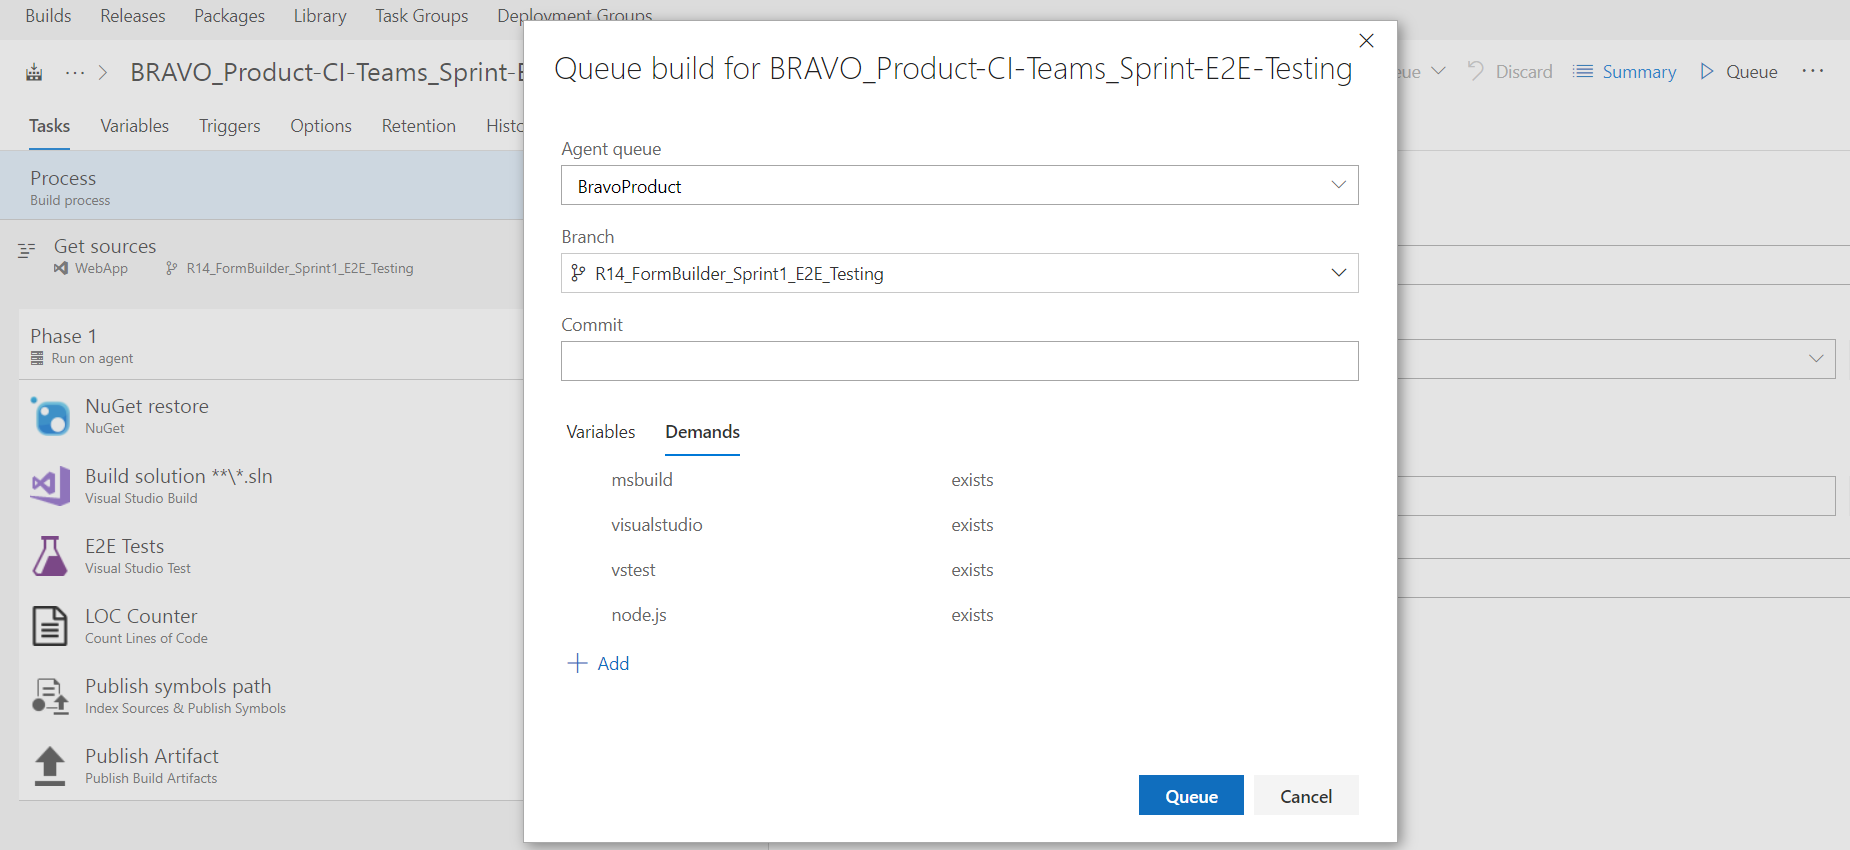 Builds Releases Packages Library Task Groups Deployment Groups
BRAVO_Product-CI-Teams_Sprint-E
Discard Summary Queue
Tasks Variables Triggers Options Retention Histo
Process
Build process
Get sources
WebApp R14_FormBuilder_Sprint1_E2E_Testing
Phase 1
Run on agent
NuGet restore
NuGet
Build solution **\*.sln
Visual Studio Build
E2E Tests
Visual Studio Test
LOC Counter
Count Lines of Code
Publish symbols path
Index Sources & Publish Symbols
Publish Artifact
Publish Build Artifacts
Queue build for BRAVO_Product-CI-Teams_Sprint-E2E-Testing
Agent queue
BravoProduct
Branch
R14_FormBuilder_Sprint1_E2E_Testing
Commit
Variables Demands
msbuild exists
visualstudio exists
vstest exists
node.js exists
Add
Queue Cancel